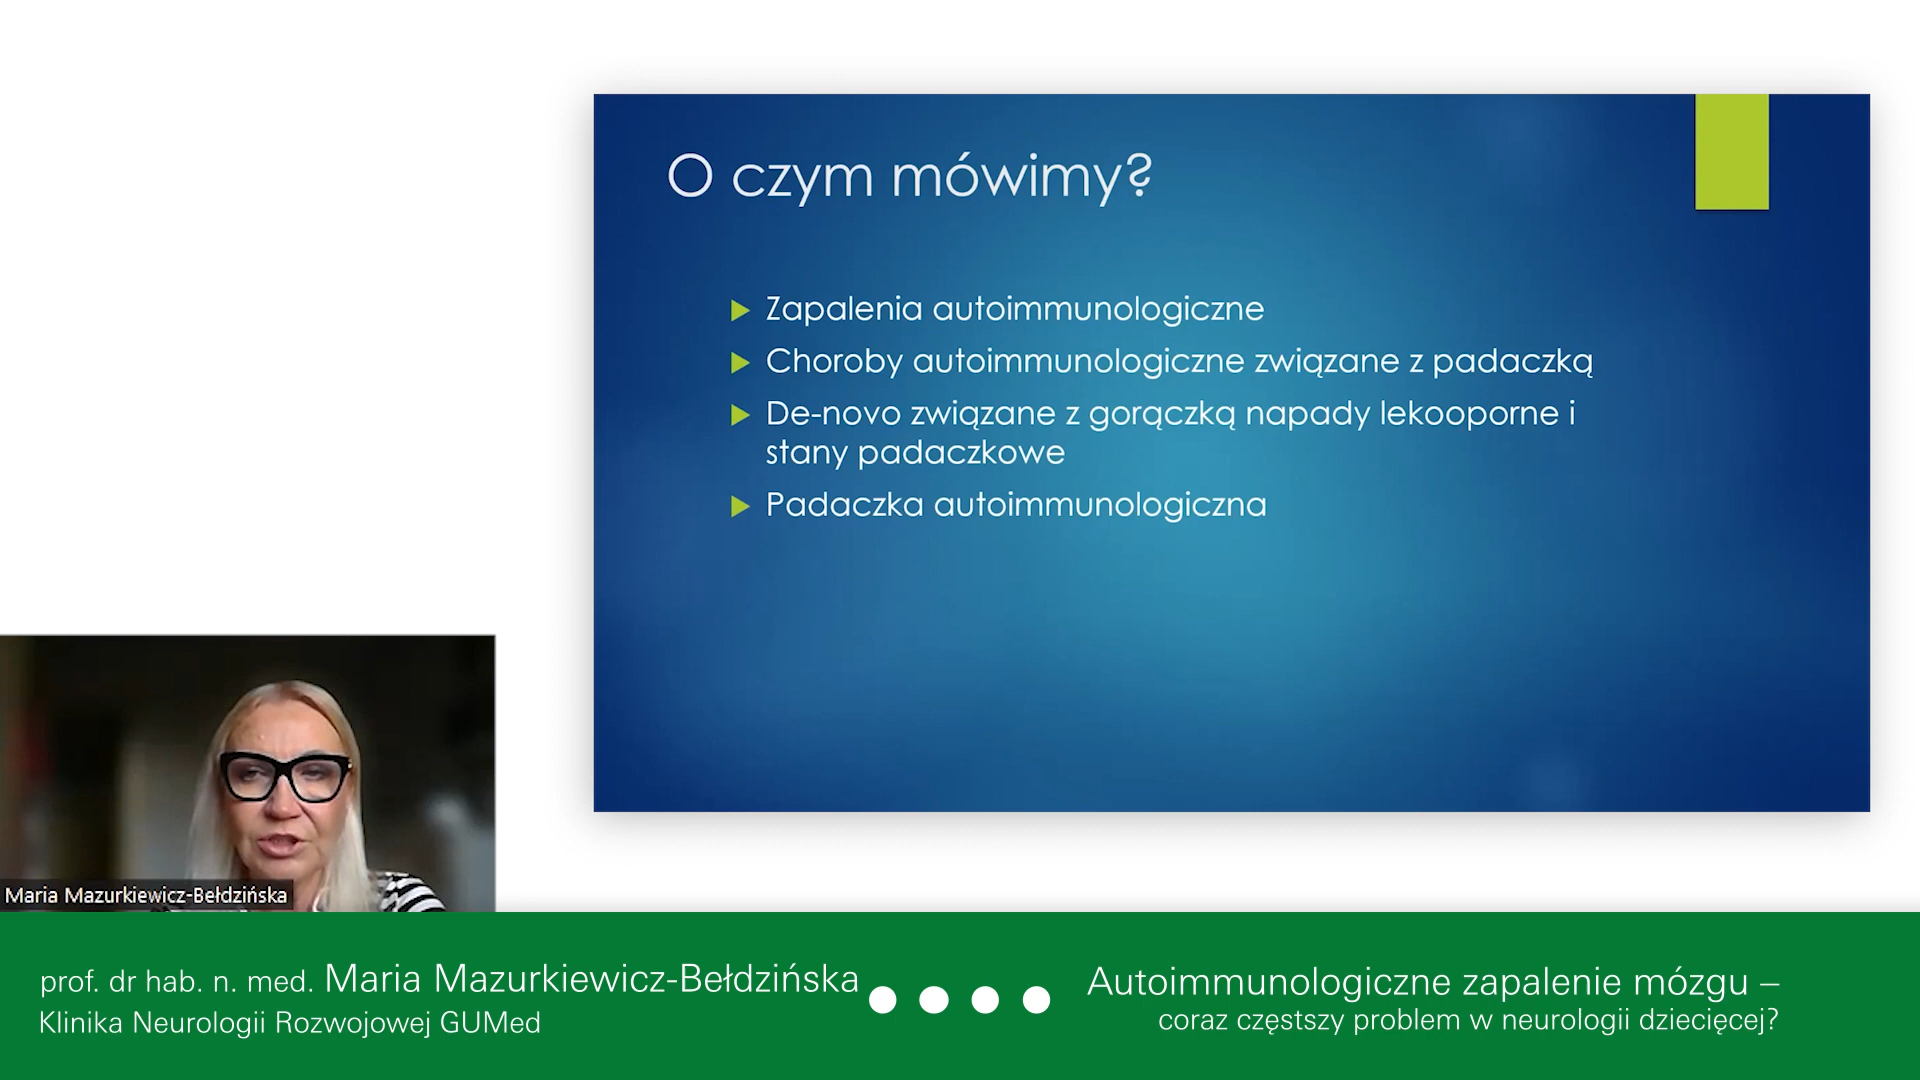 O czym mówimy?
Zapalenia autoimmunologiczne
Choroby autoimmunologiczne związane z padaczką
De-novo związane z gorączką napady lekooporne i
stany padaczkowe
Padaczka autoimmunologiczna
Maria Mazurkiewicz-Bełdzińska
prof. dr hab. n. med. Maria Mazurkiewicz-Bełdzińska
Klinika Neurologii Rozwojowej GUMed
Autoimmunologiczne zapalenie mózgu –
coraz częstszy problem w neurologii dziecięcej?